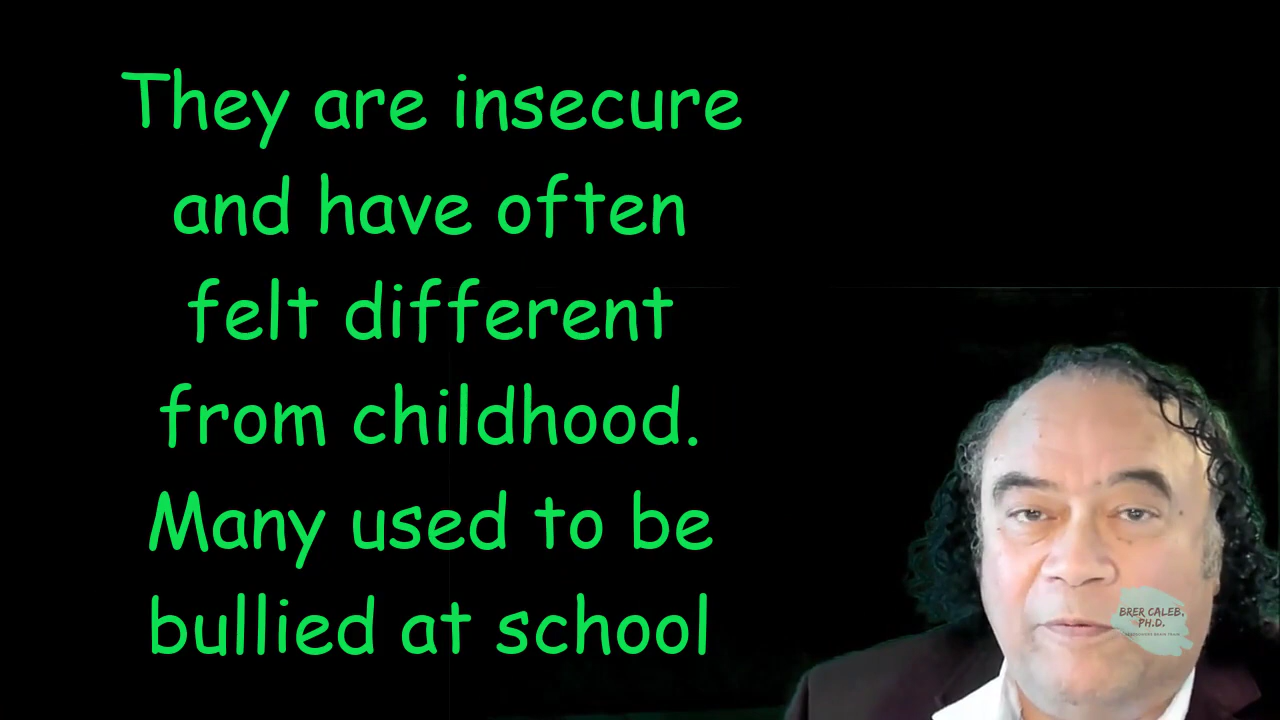 They are insecure
and have often
felt different
from childhood.
Many used to be
bullied at school
BRER CALEB,
PH.D.